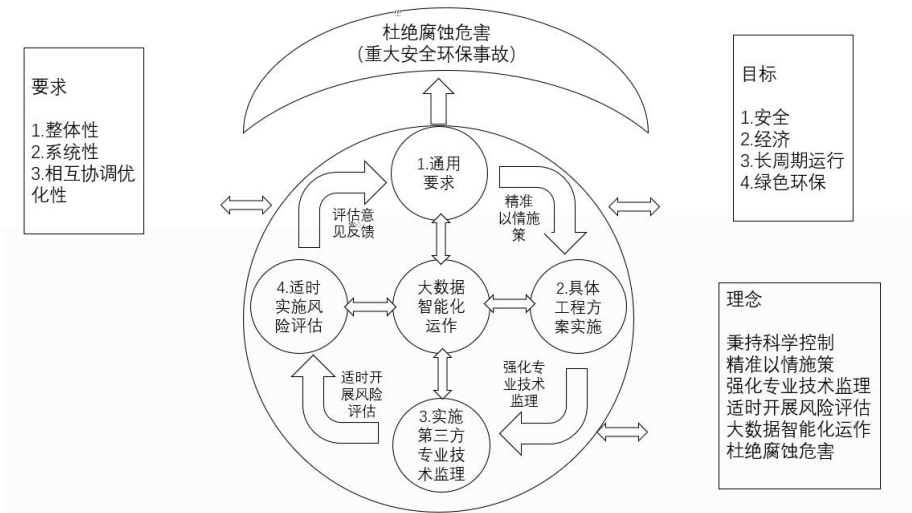 杜绝腐蚀危害
（重大安全环保事故）
要求
1.整体性
2.系统性
3.相互协调优
化性
目标
1.安全
2.经济
3.长周期运行
4.绿色环保
1.通用
要求
评估意
见反馈
精准
以情施
策
4.适时
实施风
险评估
大数据
智能化
运作
2.具体
工程方
案实施
适时开
展风险
评估
强化专
业技术
监理
3.实施
第三方
专业技
术监理
理念
秉持科学控制
精准以情施策
强化专业技术监理
适时开展风险评估
大数据智能化运作
杜绝腐蚀危害